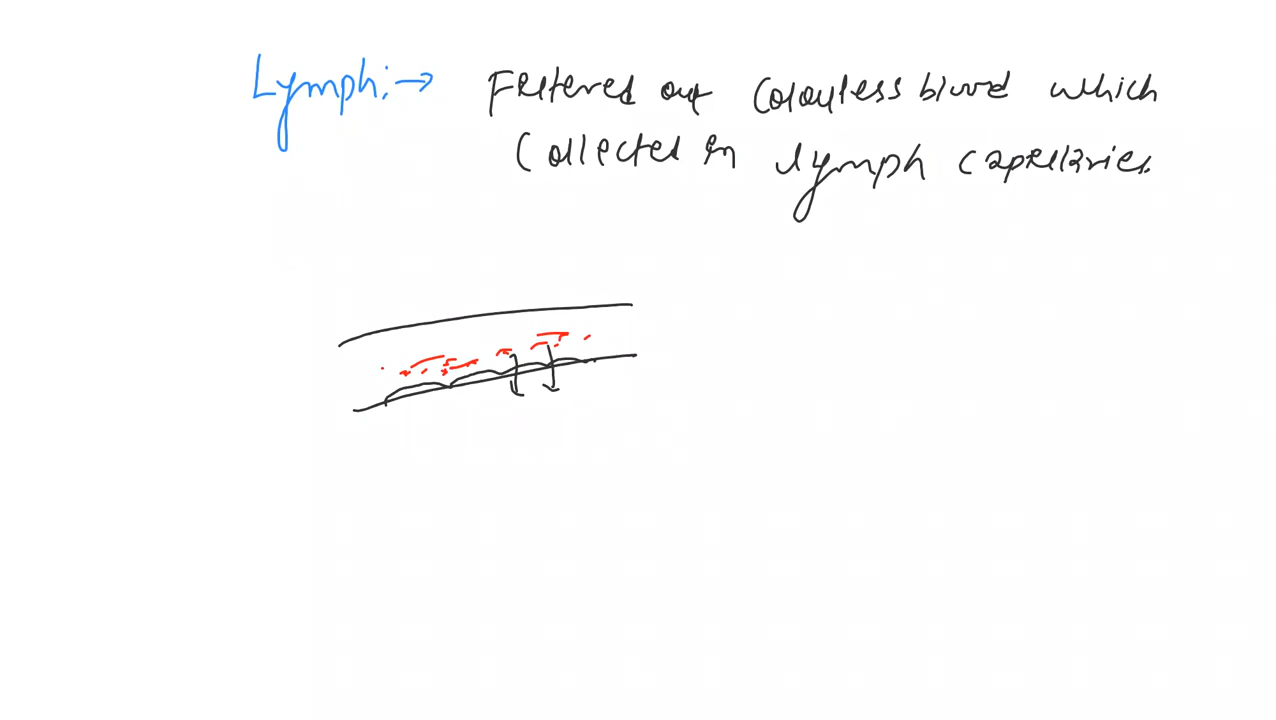 Lymph:→ Filtered out Colourless blood which
Collected in lymph capillaries.